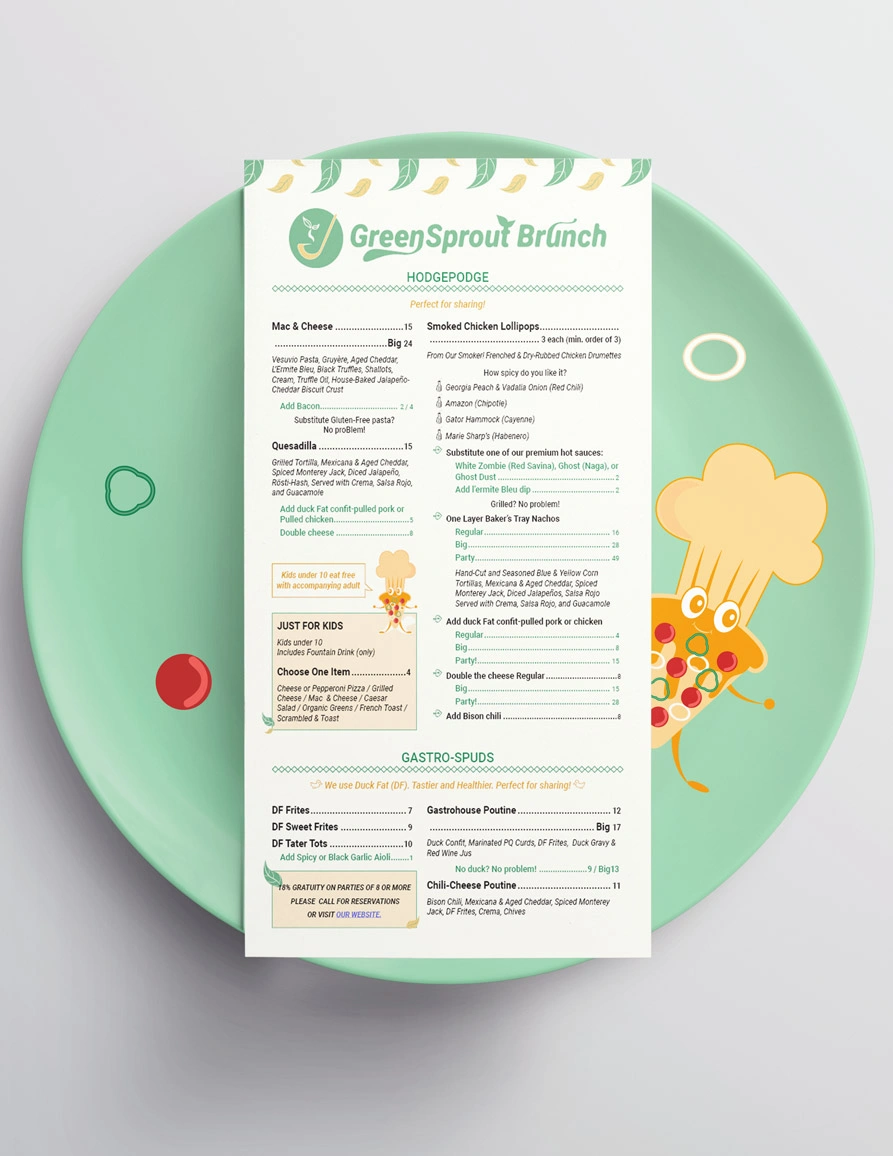 GreenSprout Brunch
HODGEPODGE
Perfect for sharing!
Mac & Cheese ........................15
............................................Big 24
Vesuvio Pasta, Gruyère, Aged Cheddar,
L'Ermite Bleu, Black Truffles, Shallots,
Cream, Truffle Oil, House-Baked Jalapeño-
Cheddar Biscuit Crust
Add Bacon................................ 2 / 4
Substitute Gluten-Free pasta?
No problem!
Quesadilla ..............................15
Grilled Tortilla, Mexicana & Aged Cheddar,
Spiced Monterey Jack, Diced Jalapeño,
Rösti-Hash, Served with Crema, Salsa Rojo,
and Guacamole
Add duck Fat confit-pulled pork or
Pulled chicken..............................5
Double cheese ..............................8
Kids under 10 eat free
with accompanying adult
JUST FOR KIDS
Kids under 10
Includes Fountain Drink (only)
Choose One Item ..................4
Cheese or Pepperoni Pizza / Grilled
Cheese / Mac & Cheese / Caesar
Salad / Organic Greens / French Toast /
Scrambled & Toast
Smoked Chicken Lollipops...........................
........................................... 3 each (min. order of 3)
From Our Smoker! Frenched & Dry-Rubbed Chicken Drumettes
How spicy do you like it?
Georgia Peach & Vadalla Onion (Red Chili)
Amazon (Chipotle)
Gator Hammock (Cayenne)
Marie Sharp's (Habenero)
Substitute one of our premium hot sauces:
White Zombie (Red Savina), Ghost (Naga), or
Ghost Dust ................................................ 2
Add l'ermite Bleu dip ................................. 2
Grilled? No problem!
One Layer Baker's Tray Nachos
Regular..................................................... 16
Big............................................................ 28
Party......................................................... 49
Hand-Cut and Seasoned Blue & Yellow Corn
Tortillas, Mexicana & Aged Cheddar, Spiced
Monterey Jack, Diced Jalapeños, Salsa Rojo
Served with Crema, Salsa Rojo, and Guacamole
Add duck Fat confit-pulled pork or chicken
Regular..................................................... 4
Big............................................................ 8
Party!....................................................... 15
Double the cheese Regular............................8
Big............................................................ 15
Party!....................................................... 28
Add Bison chili .............................................8
GASTRO-SPUDS
We use Duck Fat (DF). Tastier and Healthier. Perfect for sharing!
DF Frites................................ 7
DF Sweet Frites ...................... 9
DF Tater Tots .........................10
Add Spicy or Black Garlic Aioli........1
18% GRATUITY ON PARTIES OF 8 OR MORE
PLEASE CALL FOR RESERVATIONS
OR VISIT OUR WEBSITE.
Gastrohouse Poutine ............................... 12
....................................................... Big 17
Duck Confit, Marinated PQ Curds, DF Frites, Duck Gravy &
Red Wine Jus
No duck? No problem! ................9 / Big13
Chili-Cheese Poutine ............................... 11
Bison Chili, Mexicana & Aged Cheddar, Spiced Monterey
Jack, DF Frites, Crema, Chives